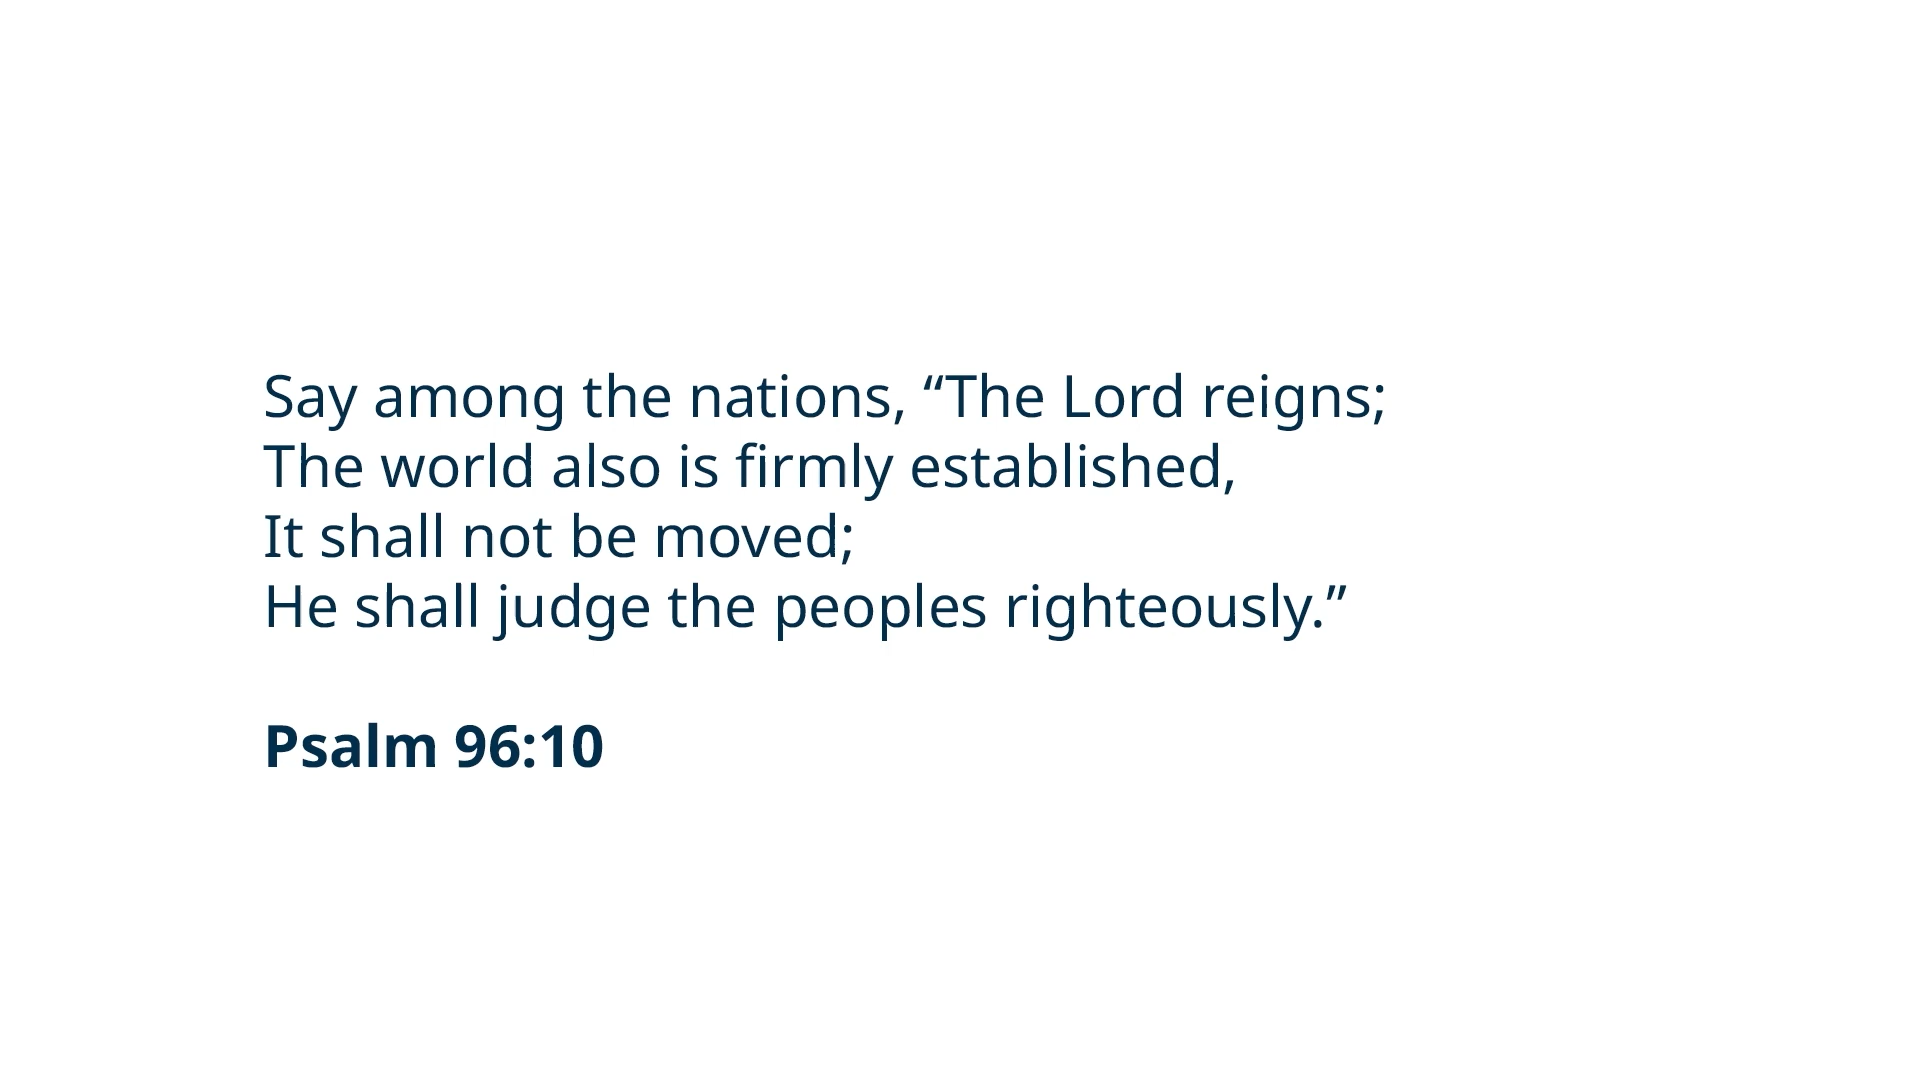 Say among the nations, “The Lord reigns;
The world also is firmly established,
It shall not be moved;
He shall judge the peoples righteously.”
Psalm 96:10